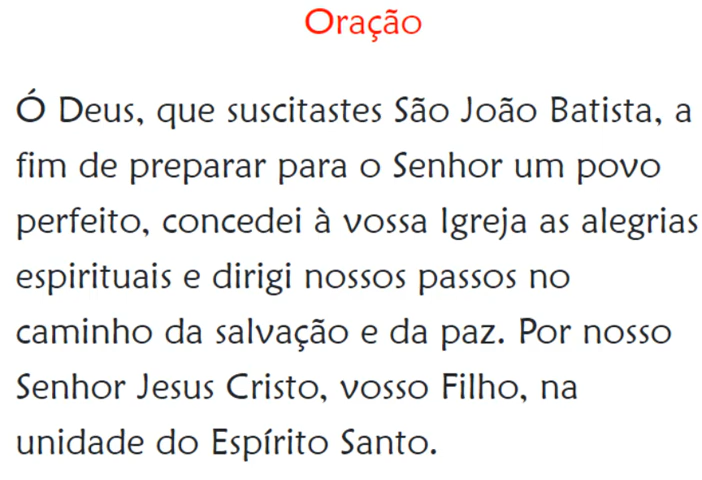 Oração
Ó Deus, que suscitastes São João Batista, a
fim de preparar para o Senhor um povo
perfeito, concedei à vossa Igreja as alegrias
espirituais e dirigi nossos passos no
caminho da salvação e da paz. Por nosso
Senhor Jesus Cristo, vosso Filho, na
unidade do Espírito Santo.